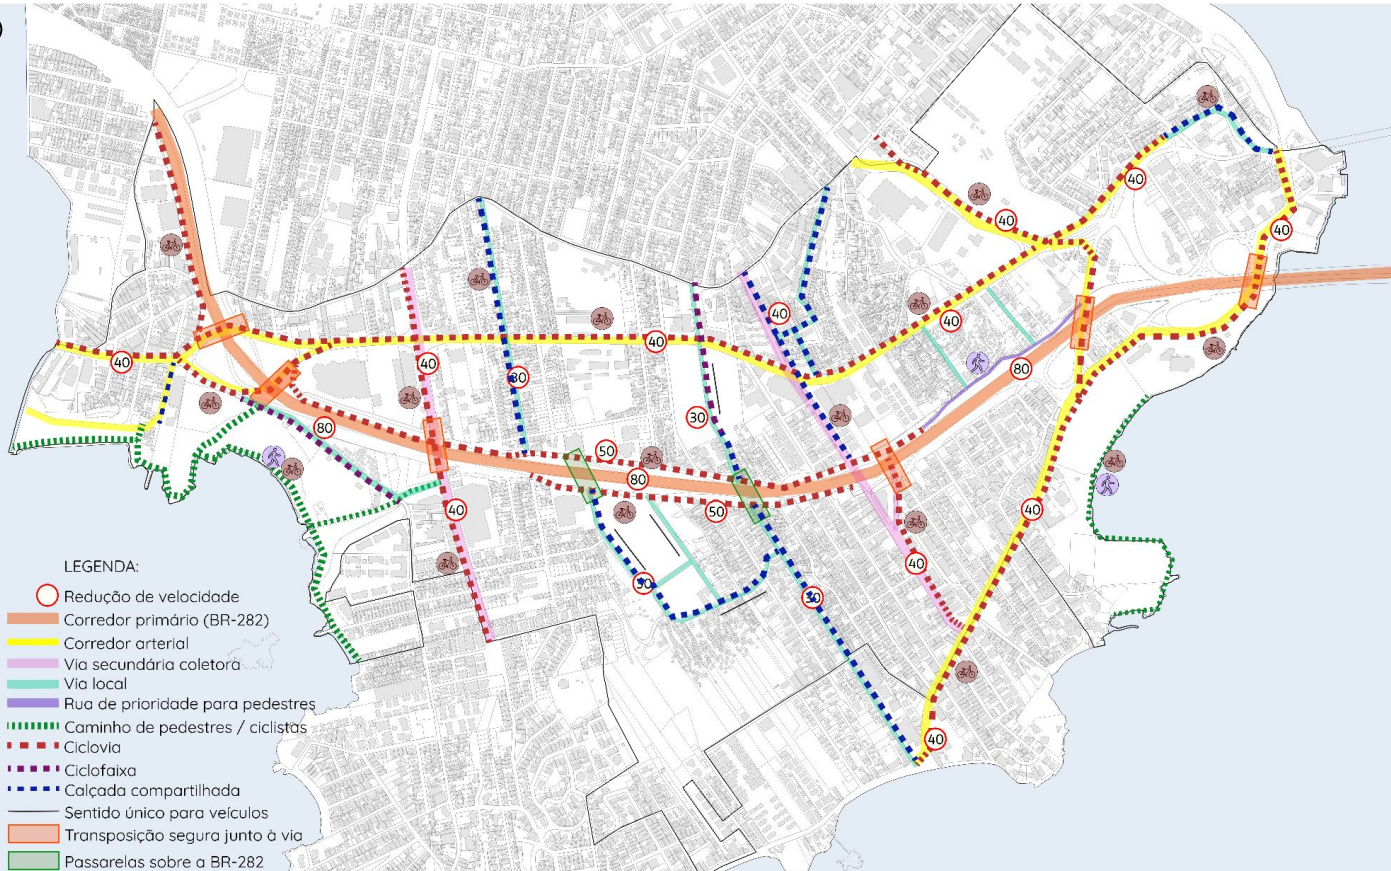 )
40
40
40
40
40
40
40
40
40
30
40
80
30
80
50
80
50
40
40
40
30
30
40
LEGENDA:
Redução de velocidade
Corredor primário (BR-282)
Corredor arterial
Via secundária coletora
Via local
Rua de prioridade para pedestres
Caminho de pedestres / ciclistas
Ciclovia
Ciclofaixa
Calçada compartilhada
Sentido único para veículos
Transposição segura junto à via
Passarelas sobre a BR-282